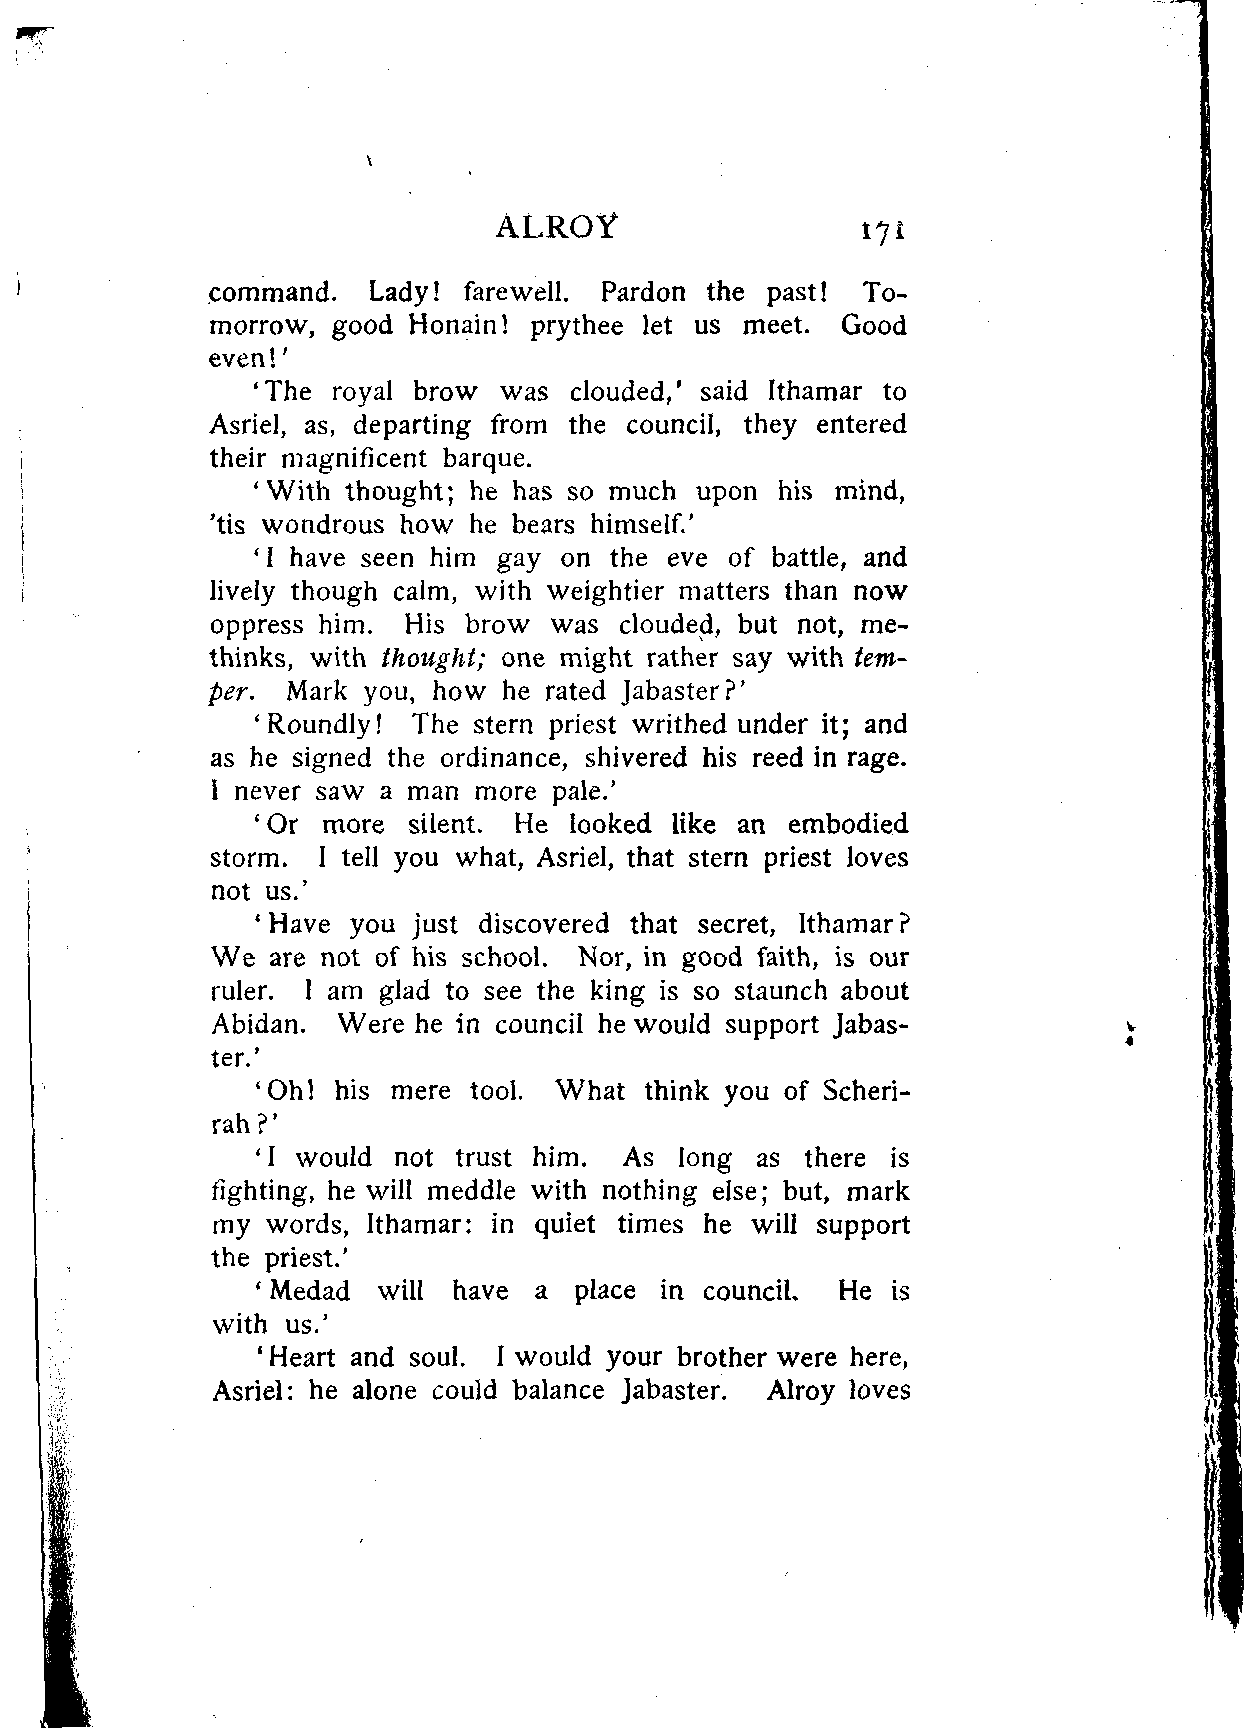 ALROY 171
command. Lady! farewell. Pardon the past! To-
morrow, good Honain! prythee let us meet. Good
even!'
'The royal brow was clouded,' said Ithamar to
Asriel, as, departing from the council, they entered
their magnificent barque.
'With thought; he has so much upon his mind,
'tis wondrous how he bears himself.'
'I have seen him gay on the eve of battle, and
lively though calm, with weightier matters than now
oppress him. His brow was clouded, but not, me-
thinks, with thought; one might rather say with tem-
per. Mark you, how he rated Jabaster?'
'Roundly! The stern priest writhed under it; and
as he signed the ordinance, shivered his reed in rage.
I never saw a man more pale.'
'Or more silent. He looked like an embodied
storm. I tell you what, Asriel, that stern priest loves
not us.'
'Have you just discovered that secret, Ithamar?
We are not of his school. Nor, in good faith, is our
ruler. I am glad to see the king is so staunch about
Abidan. Were he in council he would support Jabas-
ter.'
'Oh! his mere tool. What think you of Scheri-
rah?'
'I would not trust him. As long as there is
fighting, he will meddle with nothing else; but, mark
my words, Ithamar: in quiet times he will support
the priest.'
'Medad will have a place in council. He is
with us.'
'Heart and soul. I would your brother were here,
Asriel: he alone could balance Jabaster. Alroy loves